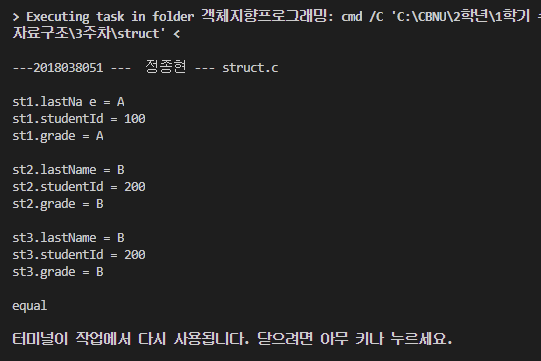 > Executing task in folder 객체지향프로그래밍: cmd /C 'C:\CBNU\2학년\1학기
자료구조\3주차\struct' <
---2018038051 --- 정종현 --- struct.c
st1.lastNa e = A
st1.studentId = 100
st1.grade = A
st2.lastName = B
st2.studentId = 200
st2.grade = B
st3.lastName = B
st3.studentId = 200
st3.grade = B
equal
터미널이 작업에서 다시 사용됩니다. 닫으려면 아무 키나 누르세요.